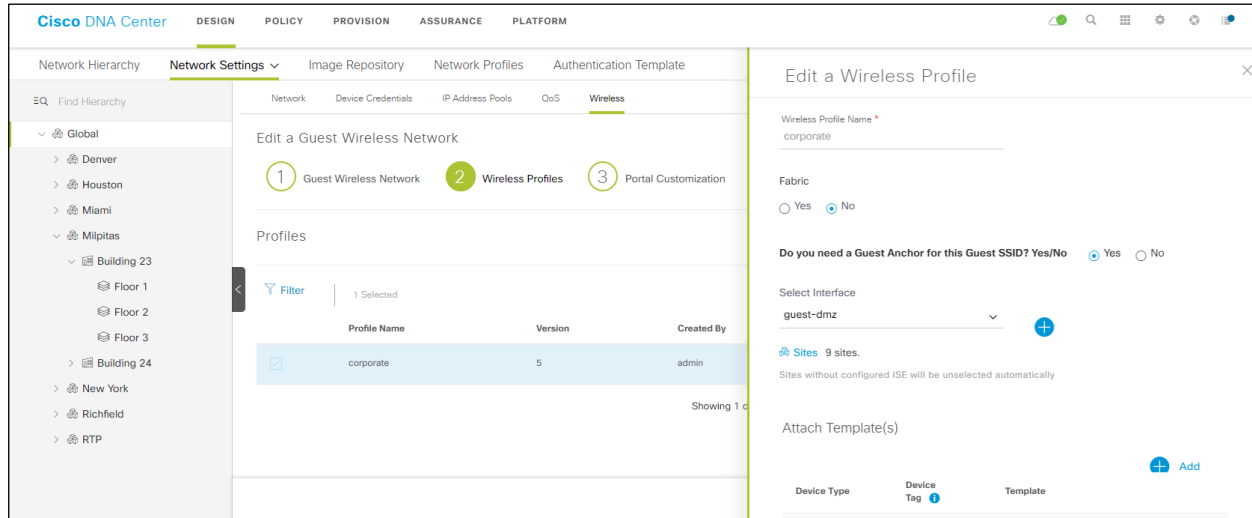 Cisco DNA Center DESIGN POLICY PROVISION ASSURANCE PLATFORM
Network Hierarchy Network Settings Image Repository Network Profiles Authentication Template
Find Hierarchy
Global
Denver
Houston
Miami
Milpitas
Building 23
Floor 1
Floor 2
Floor 3
Building 24
New York
Richfield
RTP
Network Device Credentials IP Address Pools QoS Wireless
Edit a Guest Wireless Network
1 Guest Wireless Network 2 Wireless Profiles 3 Portal Customization
Profiles
Filter 1 Selected
Profile Name Version Created By
corporate 5 admin
Showing 1
Edit a Wireless Profile
Wireless Profile Name *
corporate
Fabric
Yes No
Do you need a Guest Anchor for this Guest SSID? Yes/No Yes No
Select Interface
guest-dmz
Sites 9 sites.
Sites without configured ISE will be unselected automatically
Attach Template(s)
Add
Device Type Device Tag Template